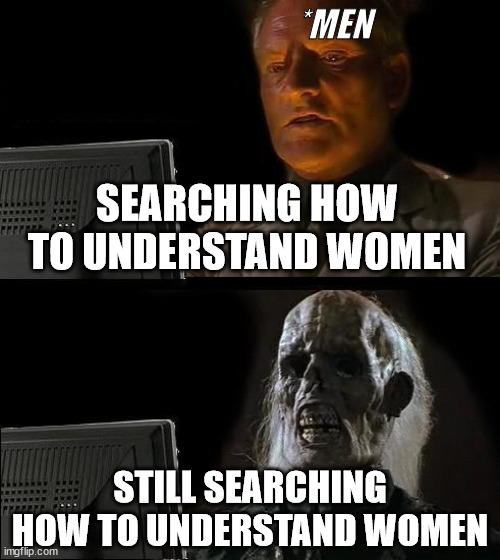 *MEN
SEARCHING HOW
TO UNDERSTAND WOMEN
STILL SEARCHING
HOW TO UNDERSTAND WOMEN
imgflip.com